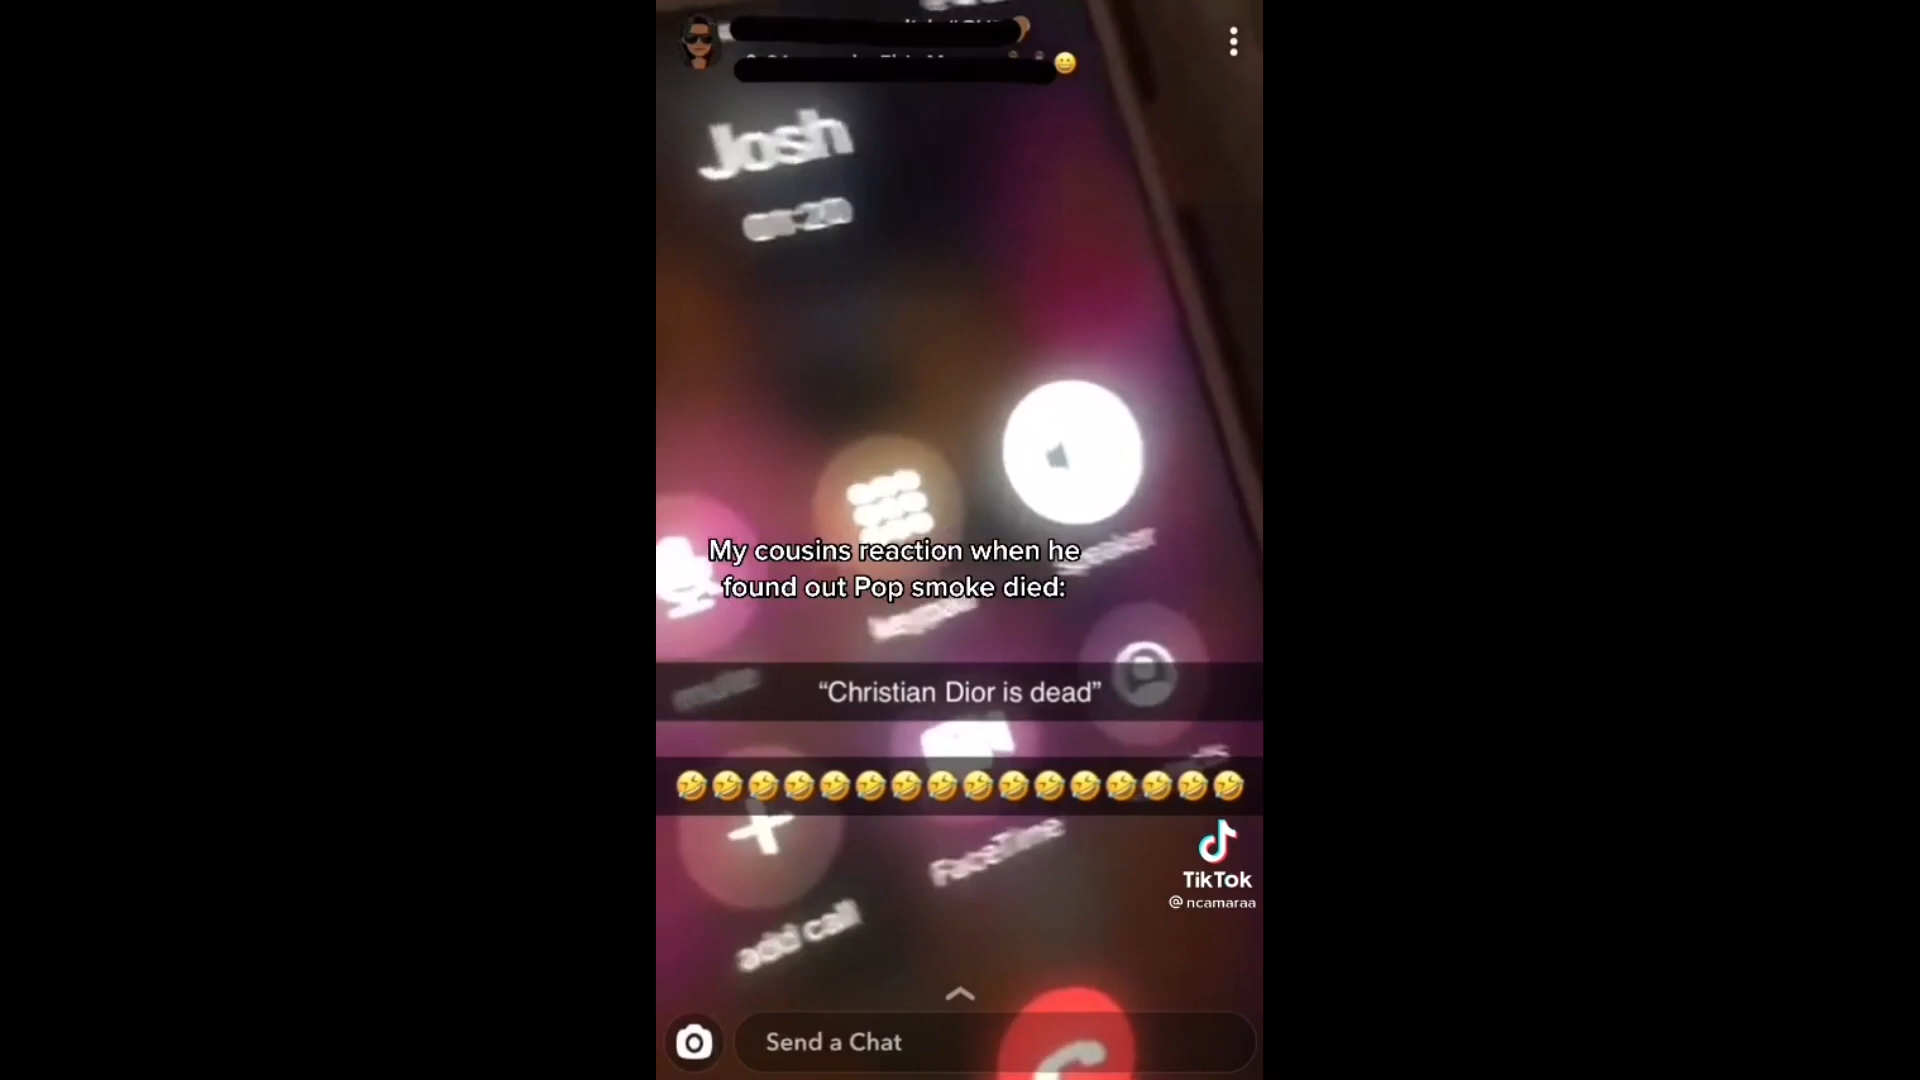 Josh
My cousins reaction when he
found out Pop smoke died:
“Christian Dior is dead”
🤣🤣🤣🤣🤣🤣🤣🤣🤣🤣🤣🤣🤣🤣🤣🤣
FaceTime
add call
TikTok
@ncamaraa
Send a Chat